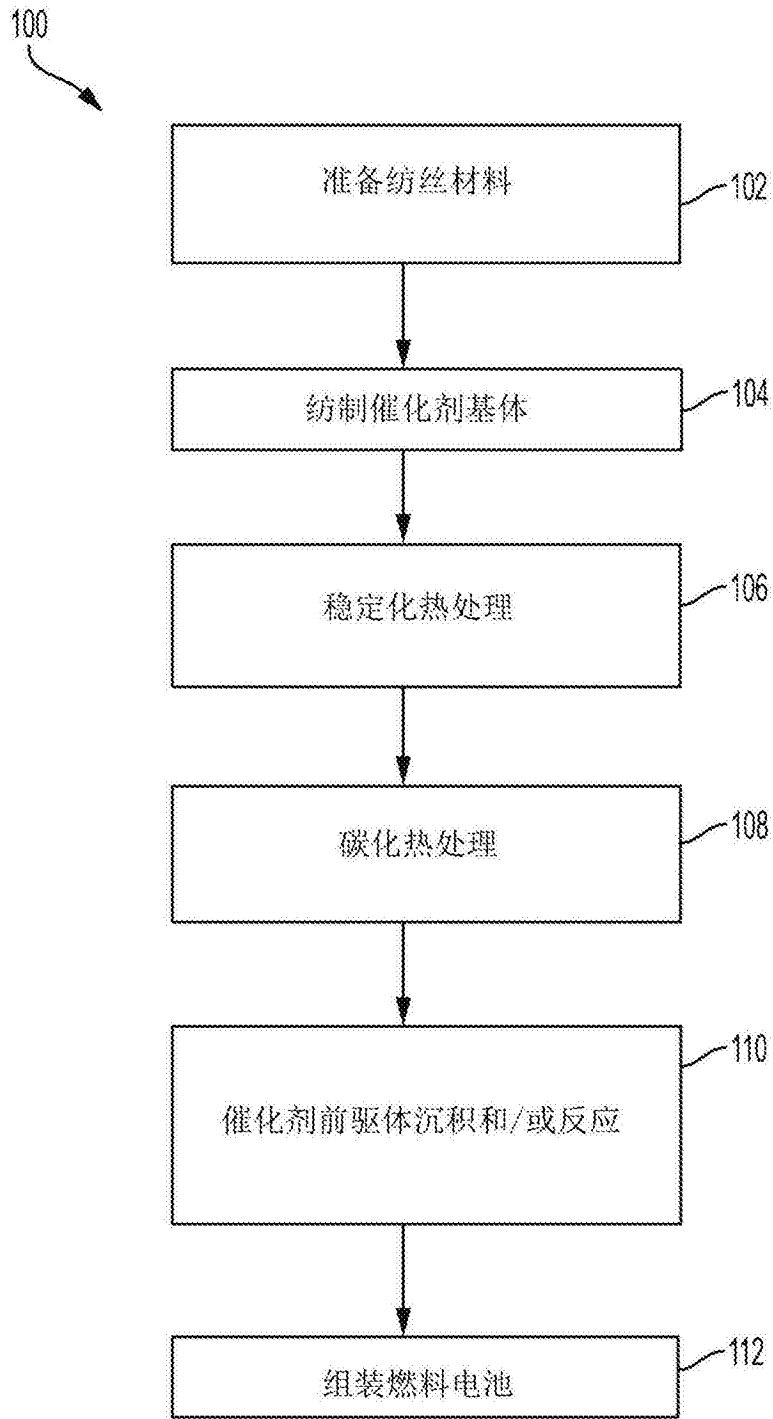 100
准备纺丝材料
102
纺制催化剂基体
104
稳定化热处理
106
碳化热处理
108
催化剂前驱体沉积和/或反应
110
组装燃料电池
112